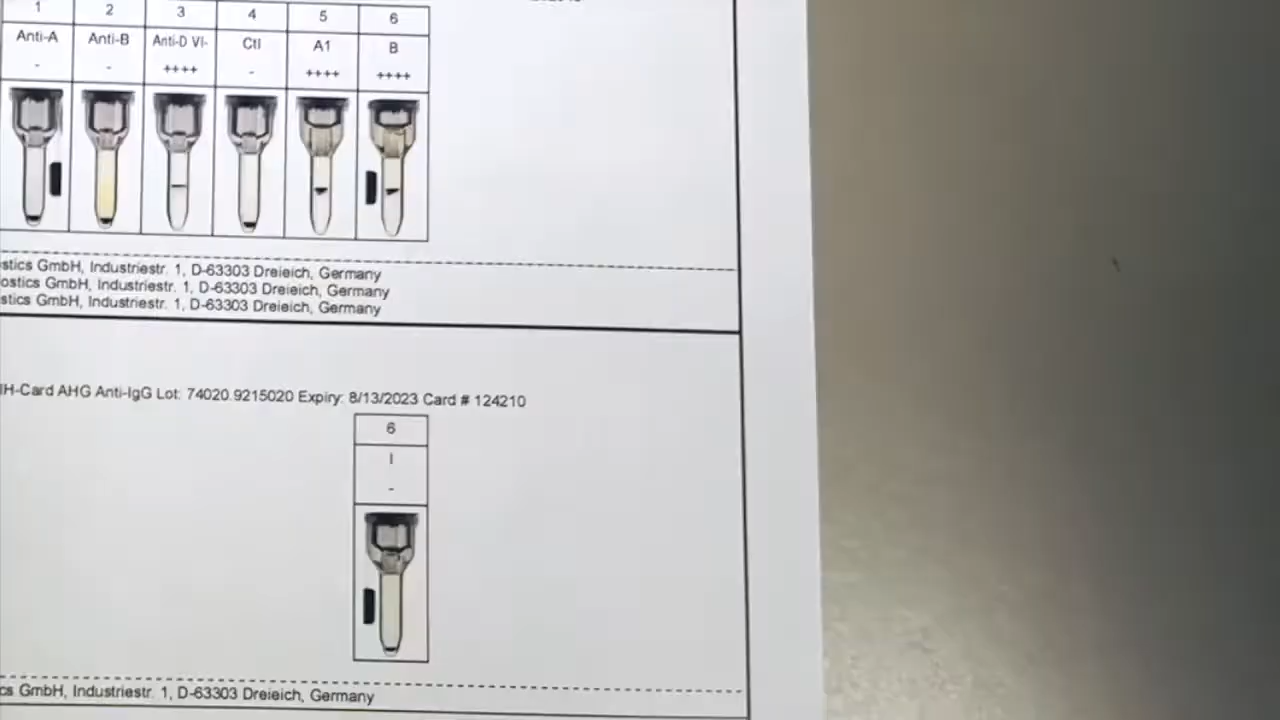 1 2 3 4 5 6
Anti-A Anti-B Anti-D VI- Ctl A1 B
- - ++++ - ++++ ++++
stics GmbH, Industriestr. 1, D-63303 Dreieich, Germany
ostics GmbH, Industriestr. 1, D-63303 Dreieich, Germany
stics GmbH, Industriestr. 1, D-63303 Dreieich, Germany
IH-Card AHG Anti-IgG Lot: 74020.9215020 Expiry: 8/13/2023 Card # 124210
6
I
-
cs GmbH, Industriestr. 1, D-63303 Dreieich, Germany